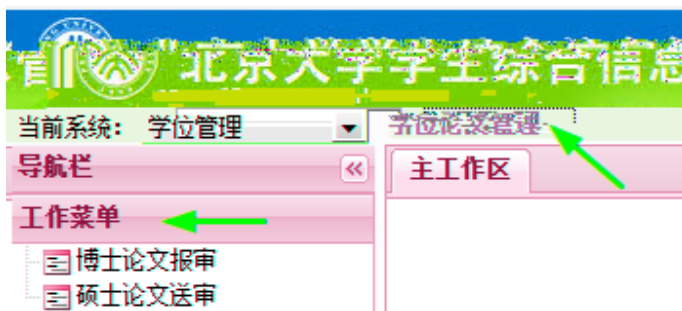 北京大学学生综合信息
当前系统： 学位管理 学位论文管理
导航栏 主工作区
工作菜单
博士论文报审
硕士论文送审